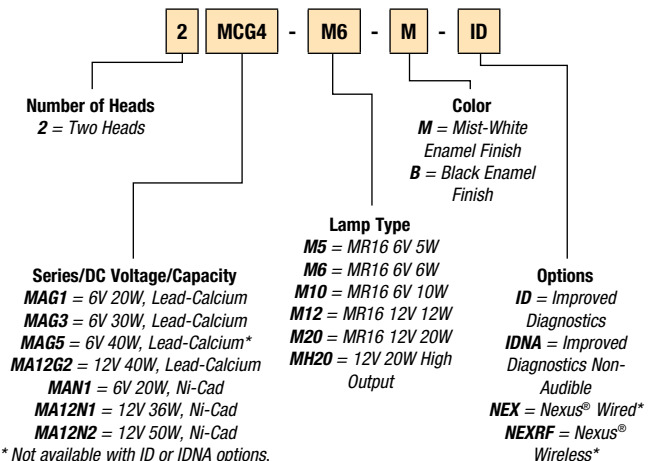 2 MCG4 - M6 - M - ID
Number of Heads
2 = Two Heads
Color
M = Mist-White
Enamel Finish
B = Black Enamel
Finish
Series/DC Voltage/Capacity
MAG1 = 6V 20W, Lead-Calcium
MAG3 = 6V 30W, Lead-Calcium
MAG5 = 6V 40W, Lead-Calcium*
MA12G2 = 12V 40W, Lead-Calcium
MAN1 = 6V 20W, Ni-Cad
MA12N1 = 12V 36W, Ni-Cad
MA12N2 = 12V 50W, Ni-Cad
* Not available with ID or IDNA options.
Lamp Type
M5 = MR16 6V 5W
M6 = MR16 6V 6W
M10 = MR16 6V 10W
M12 = MR16 12V 12W
M20 = MR16 12V 20W
MH20 = 12V 20W High
Output
Options
ID = Improved
Diagnostics
IDNA = Improved
Diagnostics Non-
Audible
NEX = Nexus® Wired*
NEXRF = Nexus®
Wireless*